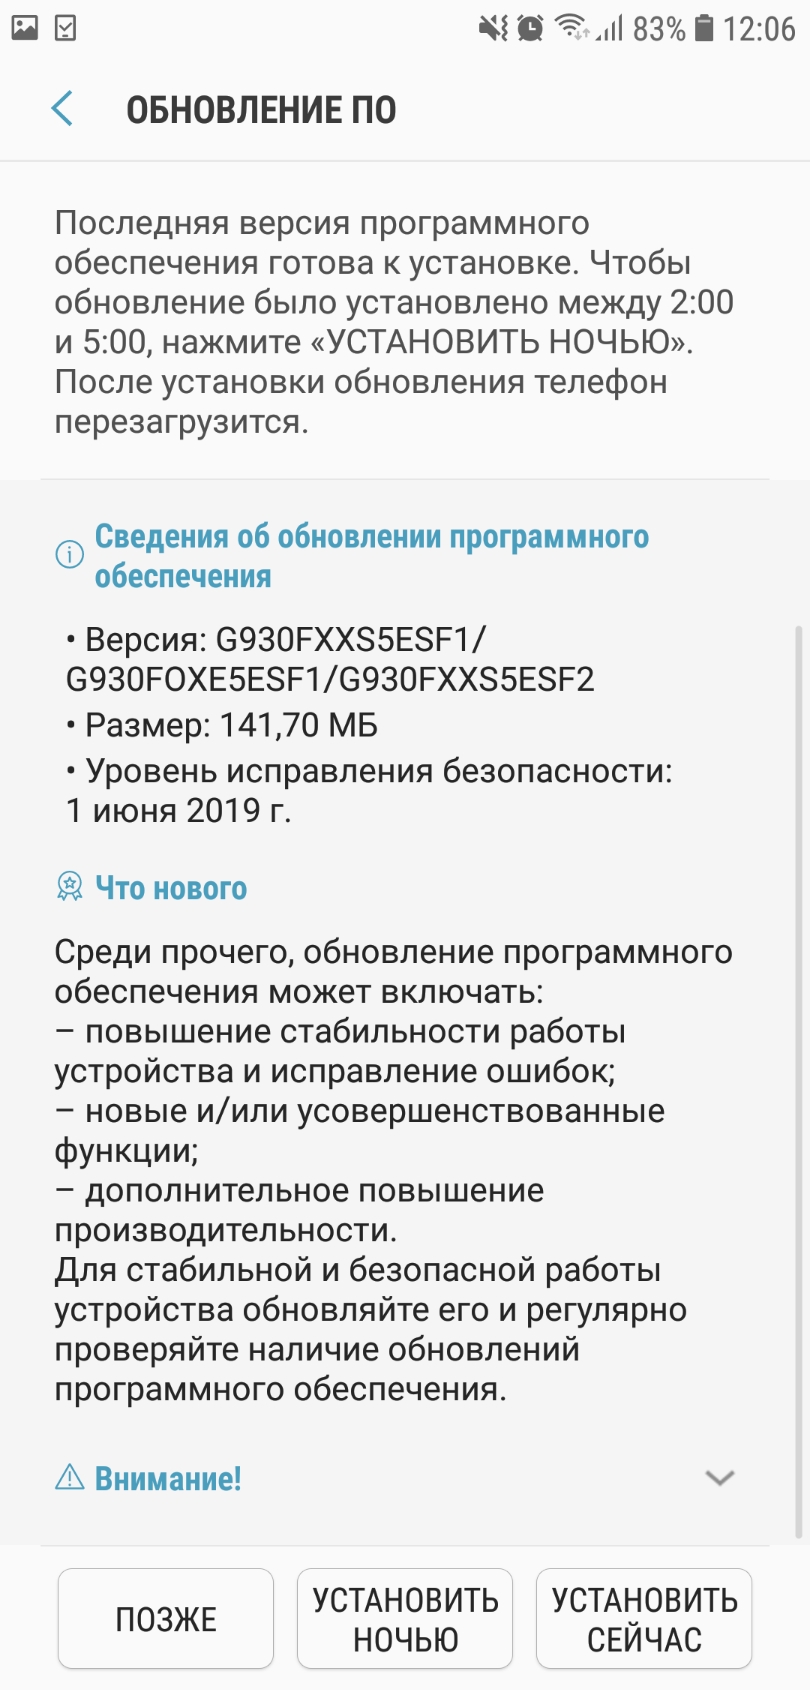 83% 12:06
ОБНОВЛЕНИЕ ПО
Последняя версия программного
обеспечения готова к установке. Чтобы
обновление было установлено между 2:00
и 5:00, нажмите «УСТАНОВИТЬ НОЧЬЮ».
После установки обновления телефон
перезагрузится.
Сведения об обновлении программного
обеспечения
• Версия: G930FXXS5ESF1/
G930FOXE5ESF1/G930FXXS5ESF2
• Размер: 141,70 МБ
• Уровень исправления безопасности:
1 июня 2019 г.
Что нового
Среди прочего, обновление программного
обеспечения может включать:
– повышение стабильности работы
устройства и исправление ошибок;
– новые и/или усовершенствованные
функции;
– дополнительное повышение
производительности.
Для стабильной и безопасной работы
устройства обновляйте его и регулярно
проверяйте наличие обновлений
программного обеспечения.
Внимание!
ПОЗЖЕ
УСТАНОВИТЬ
НОЧЬЮ
УСТАНОВИТЬ
СЕЙЧАС